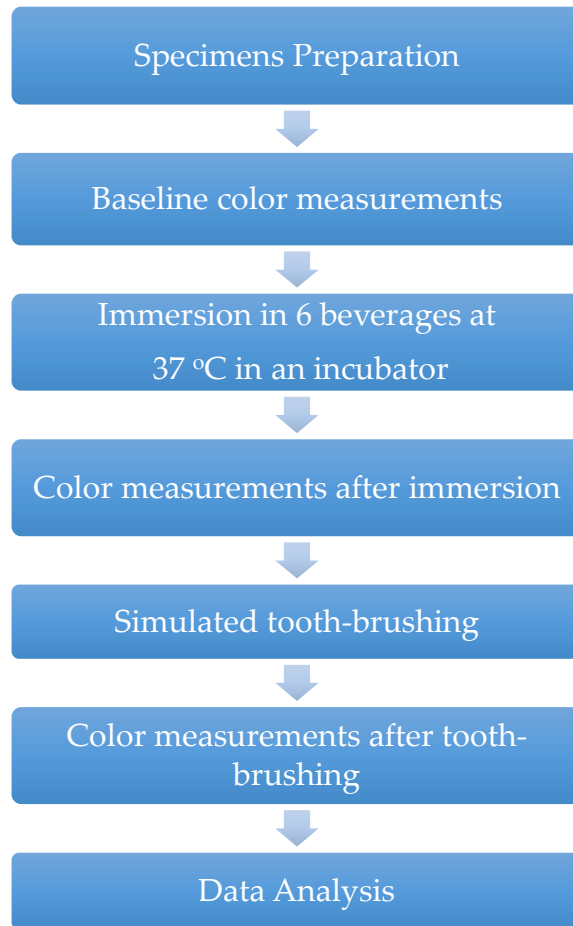 Specimens Preparation
Baseline color measurements
Immersion in 6 beverages at
37 ºC in an incubator
Color measurements after immersion
Simulated tooth-brushing
Color measurements after tooth-
brushing
Data Analysis